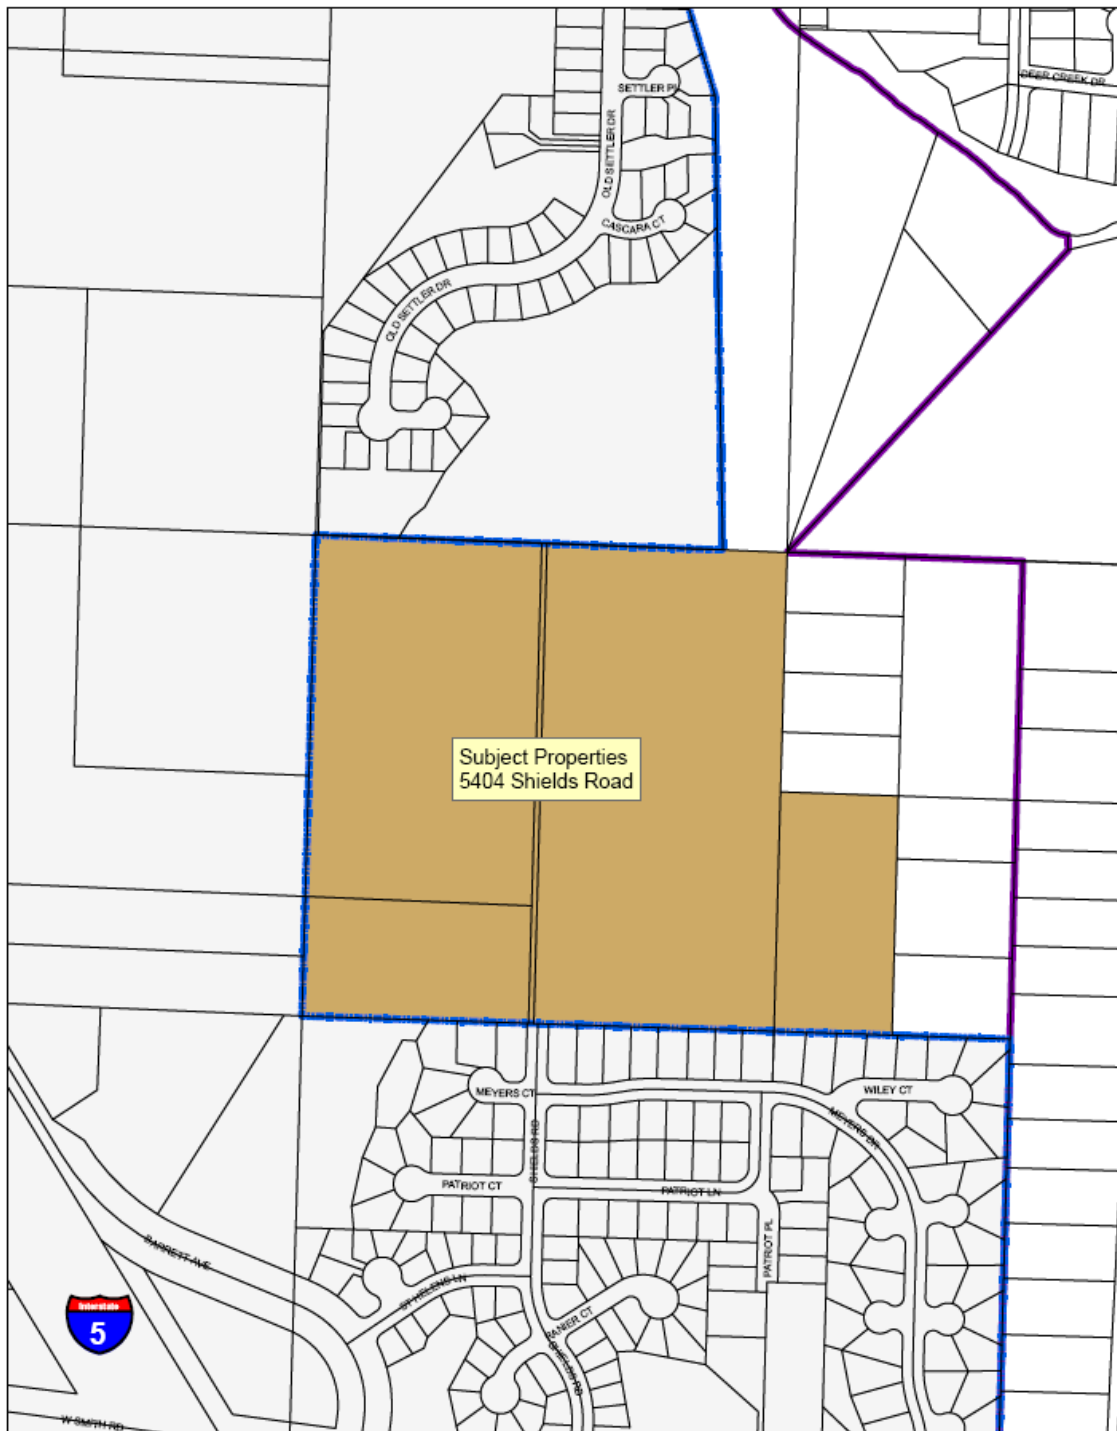 DEER CREEK DR
SETTLER PL
OLD SETTLER DR
CASCARA CT
OLD SETTLER DR
Subject Properties
5404 Shields Road
MEYERS CT
WILEY CT
MEYERS DR
SHIELDS RD
PATRIOT CT
PATRIOT LN
PATRIOT PL
BARRETT AVE
ST HELENS LN
RANIER CT
SHIELDS RD
Interstate
5
W SMITH RD